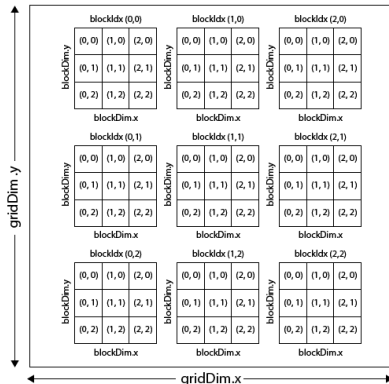 blockIdx (0,0) blockIdx (1,0) blockIdx (2,0)
blockDim.y (0, 0) (1, 0) (2, 0) blockDim.y (0, 0) (1, 0) (2, 0) blockDim.y (0, 0) (1, 0) (2, 0)
(0, 1) (1, 1) (2, 1) (0, 1) (1, 1) (2, 1) (0, 1) (1, 1) (2, 1)
(0, 2) (1, 2) (2, 2) (0, 2) (1, 2) (2, 2) (0, 2) (1, 2) (2, 2)
blockDim.x blockDim.x blockDim.x
blockIdx (0,1) blockIdx (1,1) blockIdx (2,1)
blockDim.y (0, 0) (1, 0) (2, 0) blockDim.y (0, 0) (1, 0) (2, 0) blockDim.y (0, 0) (1, 0) (2, 0)
(0, 1) (1, 1) (2, 1) (0, 1) (1, 1) (2, 1) (0, 1) (1, 1) (2, 1)
(0, 2) (1, 2) (2, 2) (0, 2) (1, 2) (2, 2) (0, 2) (1, 2) (2, 2)
blockDim.x blockDim.x blockDim.x
gridDim.y
blockIdx (0,2) blockIdx (1,2) blockIdx (2,2)
blockDim.y (0, 0) (1, 0) (2, 0) blockDim.y (0, 0) (1, 0) (2, 0) blockDim.y (0, 0) (1, 0) (2, 0)
(0, 1) (1, 1) (2, 1) (0, 1) (1, 1) (2, 1) (0, 1) (1, 1) (2, 1)
(0, 2) (1, 2) (2, 2) (0, 2) (1, 2) (2, 2) (0, 2) (1, 2) (2, 2)
blockDim.x blockDim.x blockDim.x
gridDim.x